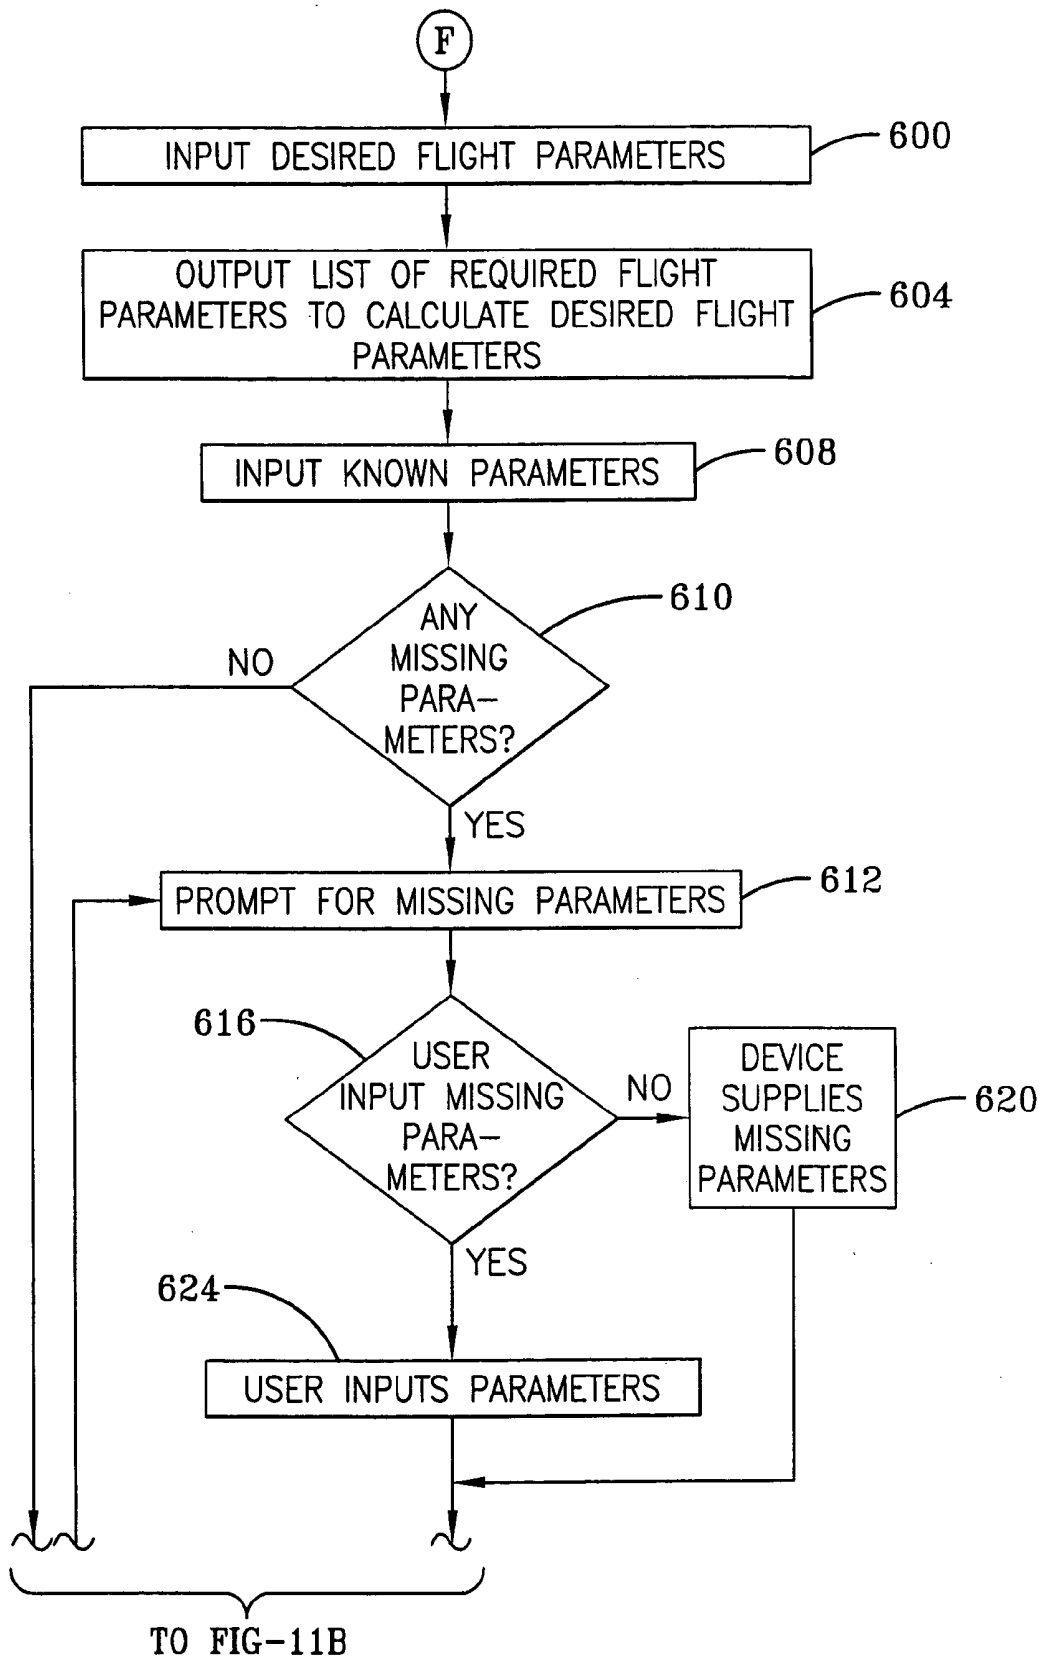 F
INPUT DESIRED FLIGHT PARAMETERS
600
OUTPUT LIST OF REQUIRED FLIGHT
PARAMETERS TO CALCULATE DESIRED FLIGHT
PARAMETERS
604
INPUT KNOWN PARAMETERS
608
ANY
MISSING
PARA-
METERS?
610
NO
YES
PROMPT FOR MISSING PARAMETERS
612
616
USER
INPUT MISSING
PARA-
METERS?
NO
DEVICE
SUPPLIES
MISSING
PARAMETERS
620
YES
624
USER INPUTS PARAMETERS
TO FIG-11B